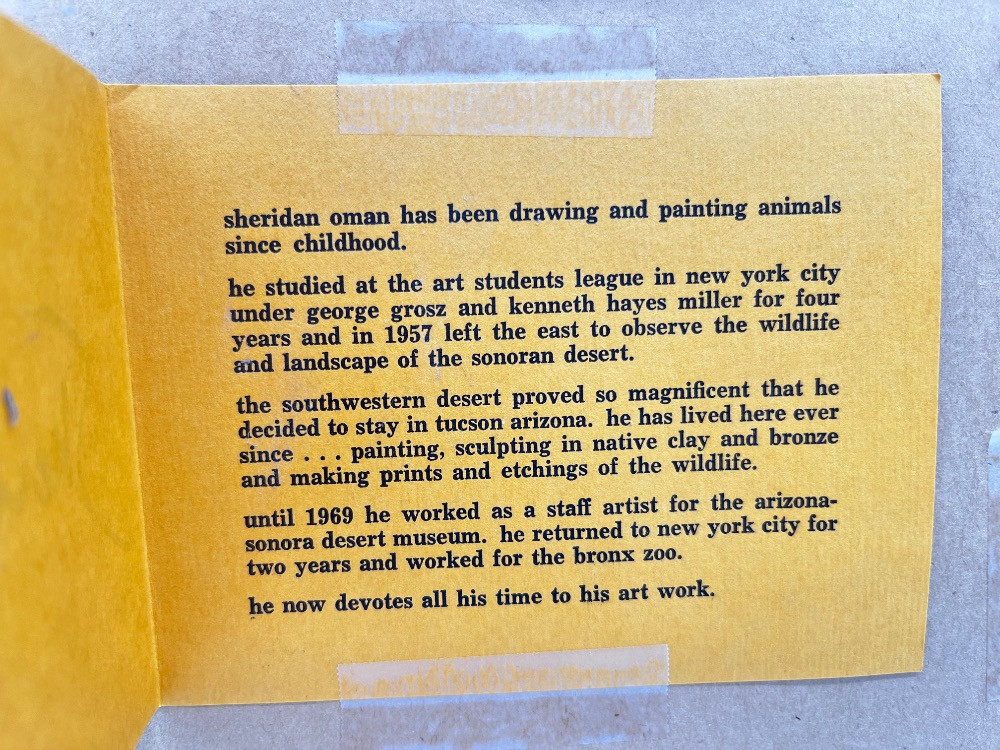 sheridan oman has been drawing and painting animals
since childhood.
he studied at the art students league in new york city
under george grosz and kenneth hayes miller for four
years and in 1957 left the east to observe the wildlife
and landscape of the sonoran desert.
the southwestern desert proved so magnificent that he
decided to stay in tucson arizona. he has lived here ever
since . . . painting, sculpting in native clay and bronze
and making prints and etchings of the wildlife.
until 1969 he worked as a staff artist for the arizona-
sonora desert museum. he returned to new york city for
two years and worked for the bronx zoo.
he now devotes all his time to his art work.